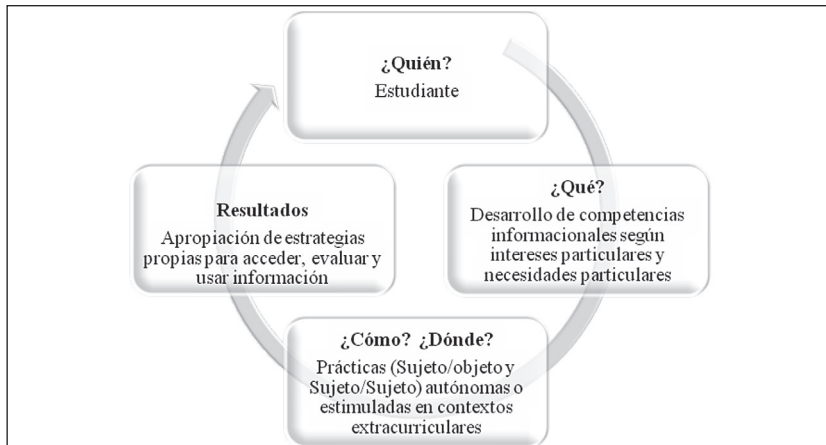 ¿Quién?
Estudiante
¿Qué?
Desarrollo de competencias
informacionales según
intereses particulares y
necesidades particulares
¿Cómo? ¿Dónde?
Prácticas (Sujeto/objeto y
Sujeto/Sujeto) autónomas o
estimuladas en contextos
extracurriculares
Resultados
Apropiación de estrategias
propias para acceder, evaluar y
usar información